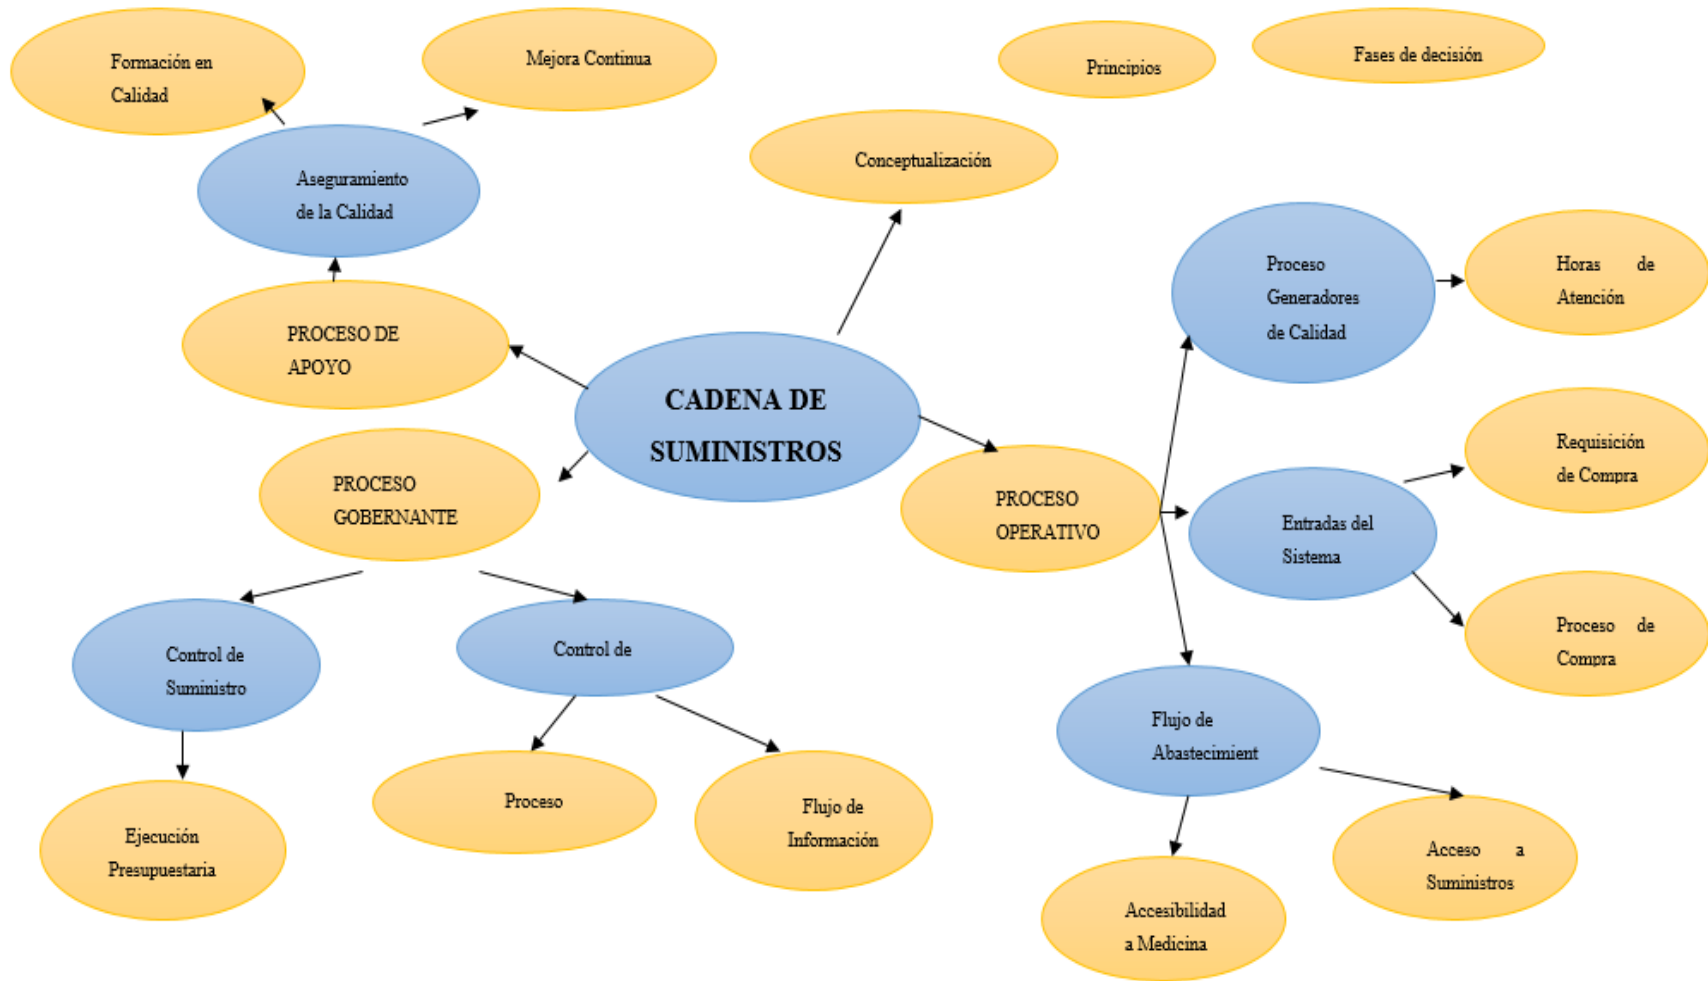 Formación en
Calidad
Mejora Continua
Principios
Fases de decisión
Conceptualización
Aseguramiento
de la Calidad
Proceso
Generadores
de Calidad
Horas de
Atención
PROCESO DE
APOYO
CADENA DE
SUMINISTROS
Requisición
de Compra
PROCESO
GOBERNANTE
PROCESO
OPERATIVO
Entradas del
Sistema
Proceso de
Compra
Control de
Suministro
Control de
Flujo de
Abastecimient
Proceso
Flujo de
Información
Ejecución
Presupuestaria
Acceso a
Suministros
Accesibilidad
a Medicina